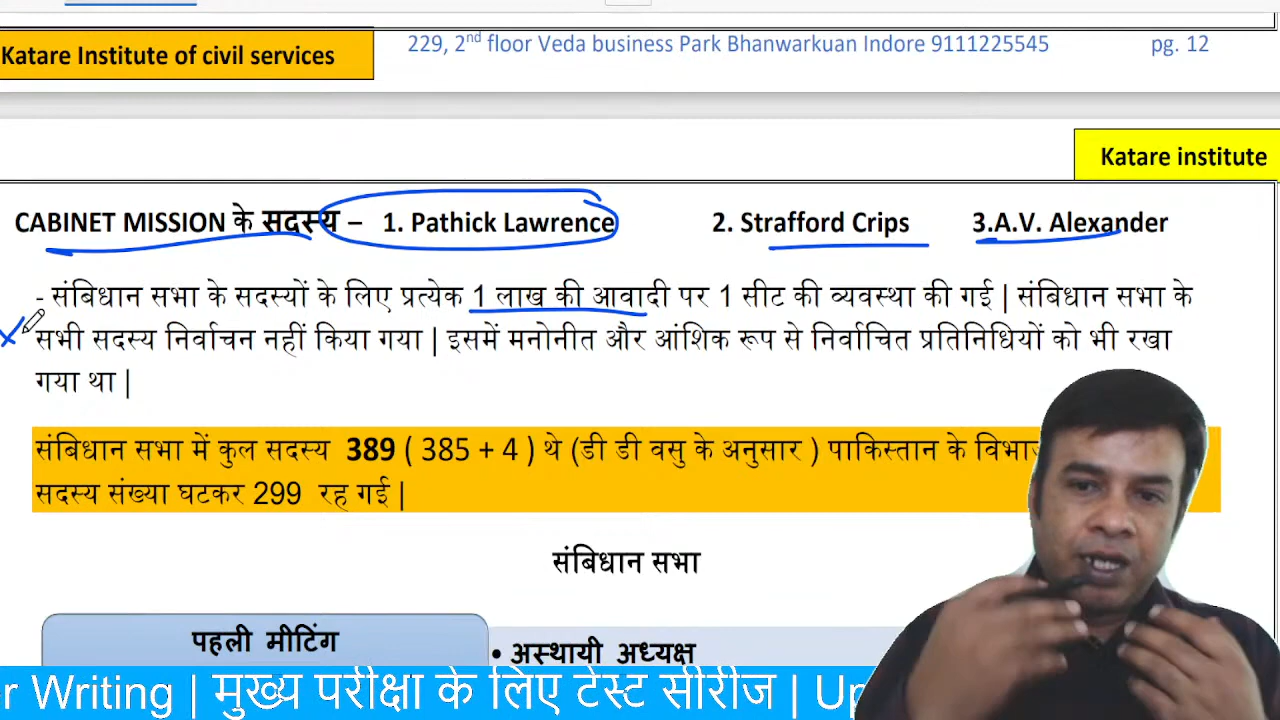 229, 2nd floor Veda business Park Bhanwarkuan Indore 9111225545 pg. 12
Katare Institute of civil services
Katare institute
CABINET MISSION के सदस्य – 1. Pathick Lawrence 2. Strafford Crips 3.A.V. Alexander
- संबिधान सभा के सदस्यों के लिए प्रत्येक 1 लाख की आवादी पर 1 सीट की व्यवस्था की गई | संबिधान सभा के
सभी सदस्य निर्वाचन नहीं किया गया | इसमें मनोनीत और आंशिक रूप से निर्वाचित प्रतिनिधियों को भी रखा
गया था |
संबिधान सभा में कुल सदस्य 389 ( 385 + 4 ) थे (डी डी वसु के अनुसार ) पाकिस्तान के
सदस्य संख्या घटकर 299 रह गई |
संबिधान सभा
पहली मीटिंग
• अस्थायी अध्यक्ष
r Writing | मुख्य परीक्षा के लिए टेस्ट सीरीज | Up